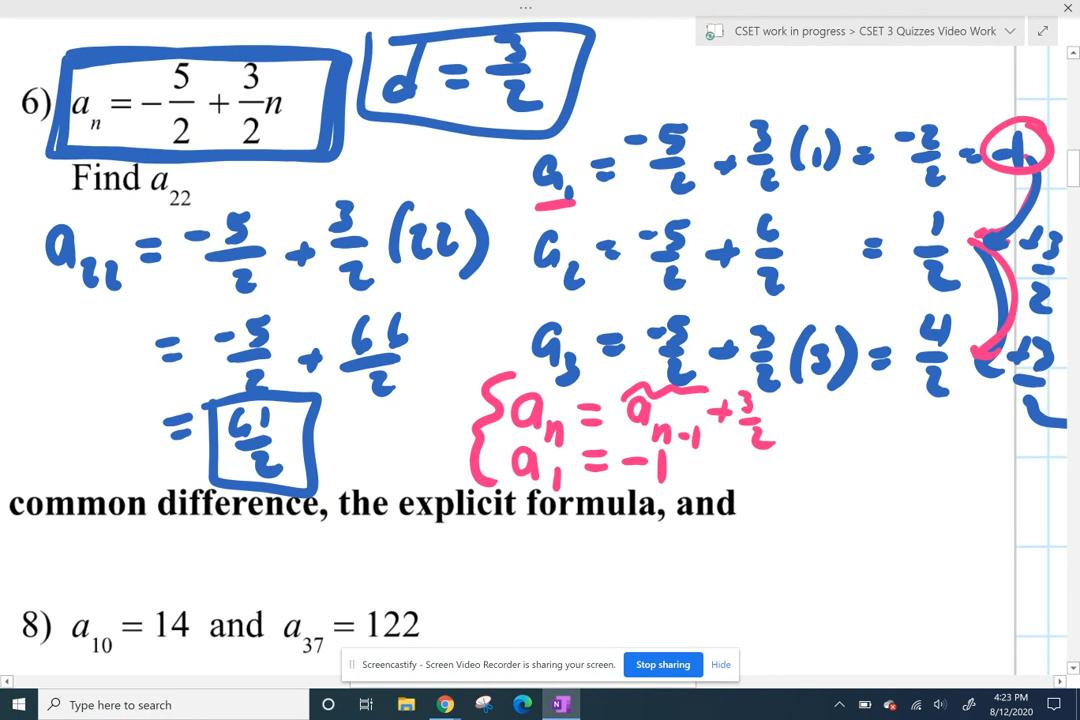 CSET work in progress > CSET 3 Quizzes Video Work
d = 3/2
6) a_n = -5/2 + 3/2 n
Find a_22
a_1 = -5/2 + 3/2 (1) = -2/2 = -1
a_22 = -5/2 + 3/2 (22)
a_2 = -5/2 + 6/2 = 1/2
+3/2
= -5/2 + 66/2
a_3 = -5/2 + 3/2 (3) = 4/2
+3
= 61/2
{ a_n = a_n-1 + 3/2
a_1 = -1
common difference, the explicit formula, and
8) a_10 = 14 and a_37 = 122
Screencastify - Screen Video Recorder is sharing your screen. Stop sharing Hide
Type here to search
4:23 PM
8/12/2020